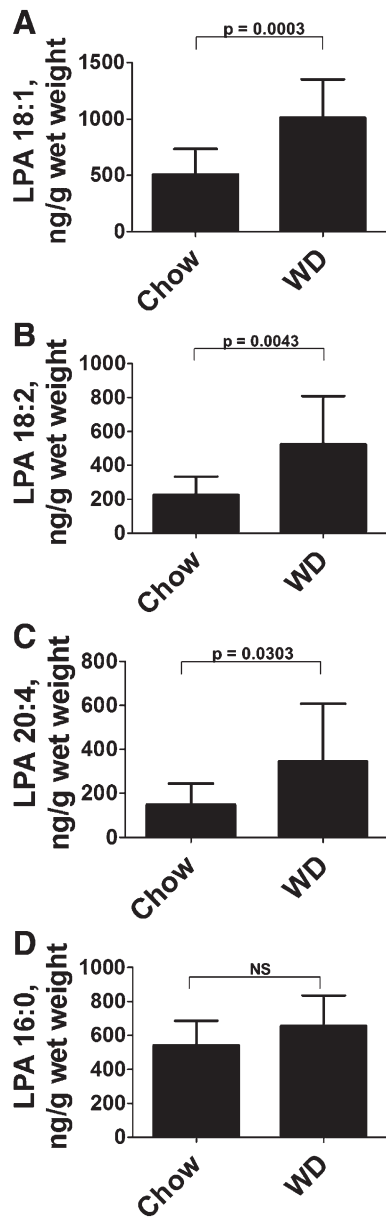 A
p = 0.0003
LPA 18:1,
ng/g wet weight
1500
1000
500
0
Chow
WD
B
p = 0.0043
LPA 18:2,
ng/g wet weight
1000
800
600
400
200
0
Chow
WD
C
p = 0.0303
LPA 20:4,
ng/g wet weight
800
600
400
200
0
Chow
WD
D
NS
LPA 16:0,
ng/g wet weight
1000
800
600
400
200
0
Chow
WD